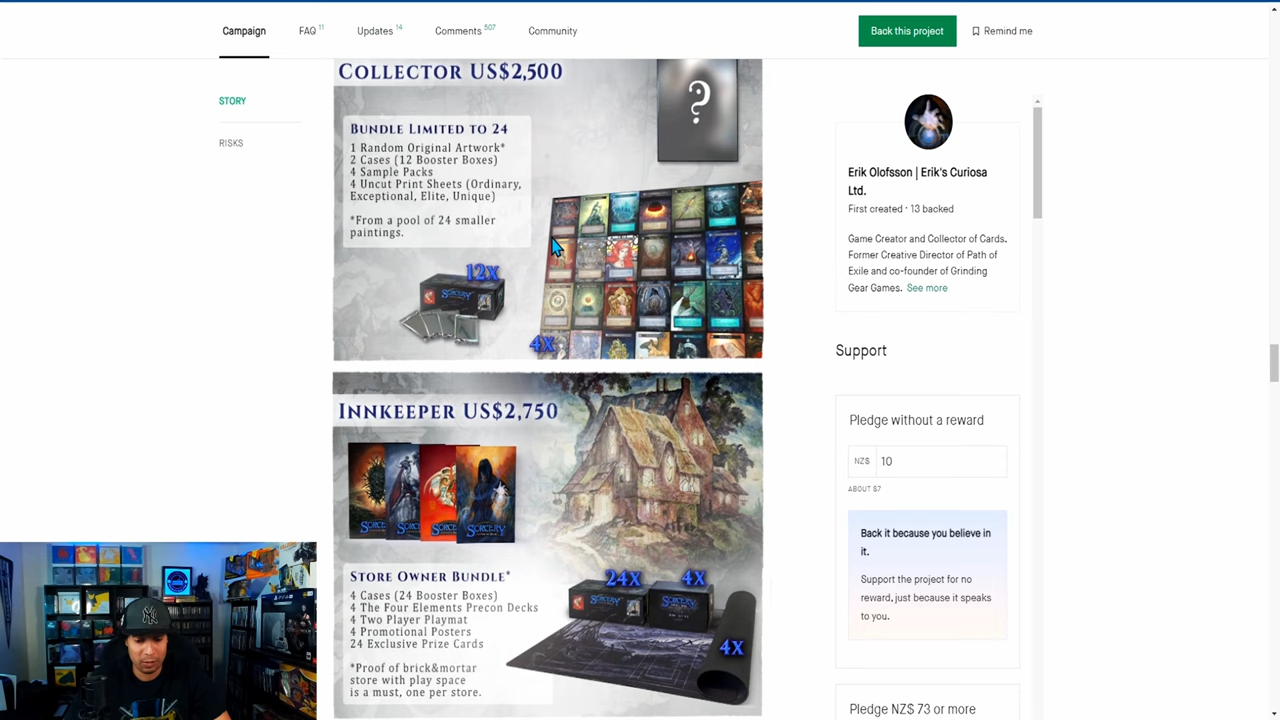 Campaign
FAQ 11
Updates 14
Comments 507
Community
Back this project
Remind me
STORY
RISKS
COLLECTOR US$2,500
?
BUNDLE LIMITED TO 24
1 Random Original Artwork*
2 Cases (12 Booster Boxes)
4 Sample Packs
4 Uncut Print Sheets (Ordinary,
Exceptional, Elite, Unique)
*From a pool of 24 smaller
paintings.
12X
SORCERY
4X
INNKEEPER US$2,750
SORCERY
SORCERY
SORCERY
SORCERY
STORE OWNER BUNDLE*
4 Cases (24 Booster Boxes)
4 The Four Elements Precon Decks
4 Two Player Playmat
4 Promotional Posters
24 Exclusive Prize Cards
*Proof of brick&mortar
store with play space
is a must, one per store.
24X
4X
SORCERY
SORCERY
4X
Erik Olofsson | Erik's Curiosa
Ltd.
First created · 13 backed
Game Creator and Collector of Cards.
Former Creative Director of Path of
Exile and co-founder of Grinding
Gear Games. See more
Support
Pledge without a reward
NZ$ 10
ABOUT $7
Back it because you believe in
it.
Support the project for no
reward, just because it speaks
to you.
Pledge NZ$ 73 or more